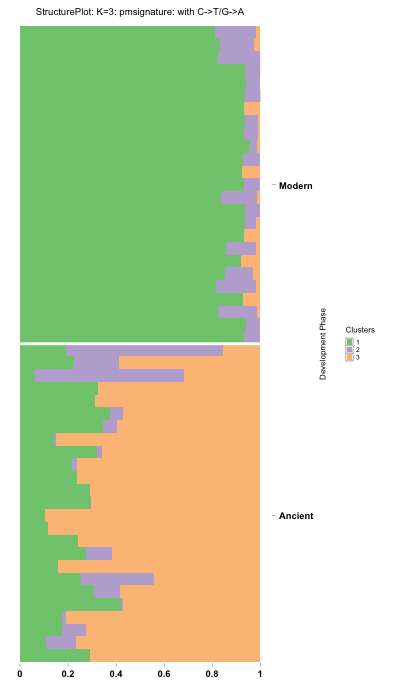 StructurePlot: K=3: pmsignature: with C->T/G->A
Modern
Development Phase
Clusters
1
2
3
Ancient
0 0.2 0.4 0.6 0.8 1